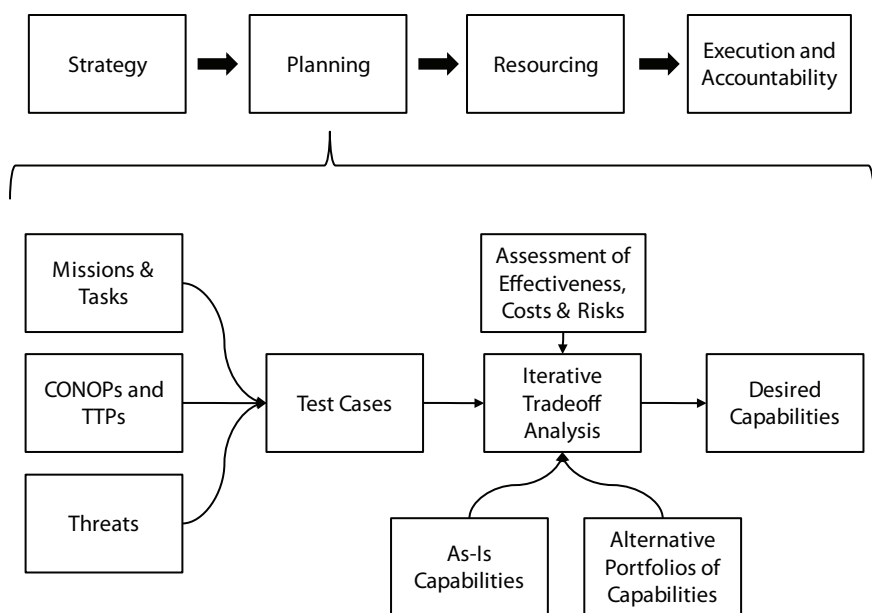 Strategy
Planning
Resourcing
Execution and
Accountability
Missions &
Tasks
CONOPs and
TTPs
Threats
Test Cases
Assessment of
Effectiveness,
Costs & Risks
Iterative
Tradeoff
Analysis
Desired
Capabilities
As-Is
Capabilities
Alternative
Portfolios of
Capabilities